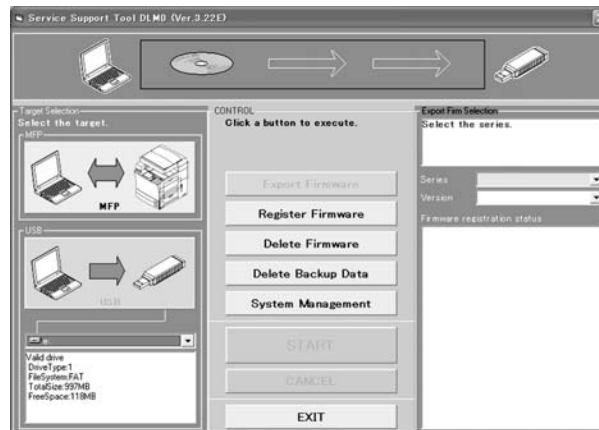 Service Support Tool DLM0 (Ver.3.22E)
Target Selection
Select the target.
MFP
MFP
USB
USB
e:
Valid drive
DriveType:1
FileSystem:FAT
TotalSize:997MB
FreeSpace:118MB
CONTROL
Click a button to execute.
Export Firmware
Register Firmware
Delete Firmware
Delete Backup Data
System Management
START
CANCEL
EXIT
Export Firm Selection
Select the series.
Series
Version
Firmware registration status